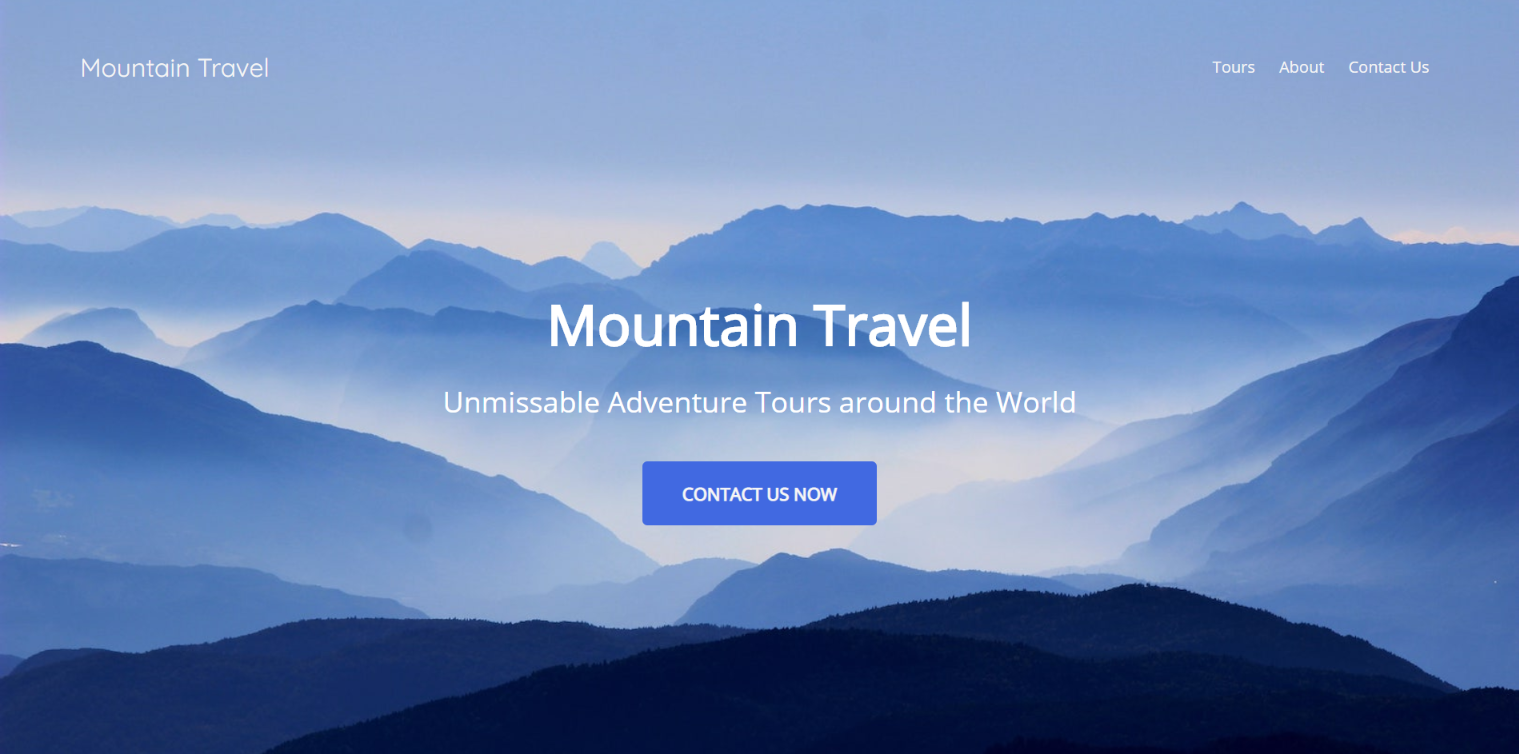 Mountain Travel
Tours About Contact Us
Mountain Travel
Unmissable Adventure Tours around the World
CONTACT US NOW